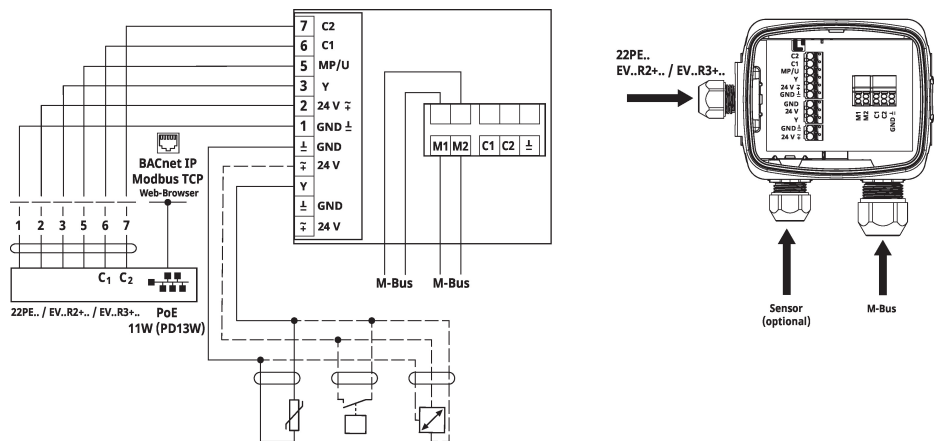 7 C2
6 C1
5 MP/U
3 Y
2 24 V ⩪
1 GND ⏚
⏚ GND
⩪ 24 V
Y
⏚ GND
⩪ 24 V
M1 M2 C1 C2 ⏚
M-Bus M-Bus
BACnet IP
Modbus TCP
Web-Browser
1 2 3 5 6 7
C1 C2
22PE.. / EV..R2+.. / EV..R3+..
PoE
11W (PD13W)
22PE..
EV..R2+.. / EV..R3+..
C2
C1
MP/U
Y
24 V ⩪
GND ⏚
GND
24 V
Y
GND ⏚
24 V ⩪
M1
M2
C1
C2
GND ⏚
Sensor
(optional)
M-Bus